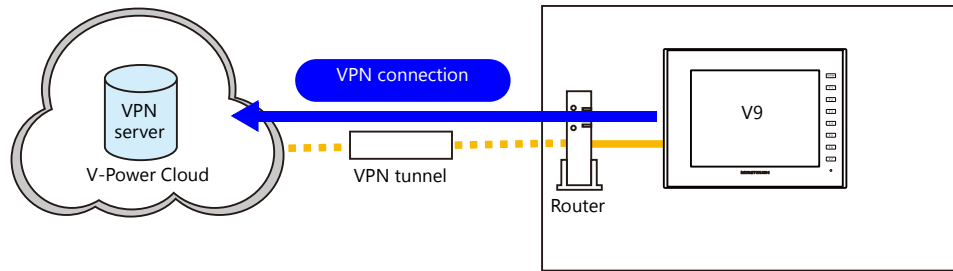 VPN connection
VPN
server
V9
V-Power Cloud
VPN tunnel
Router